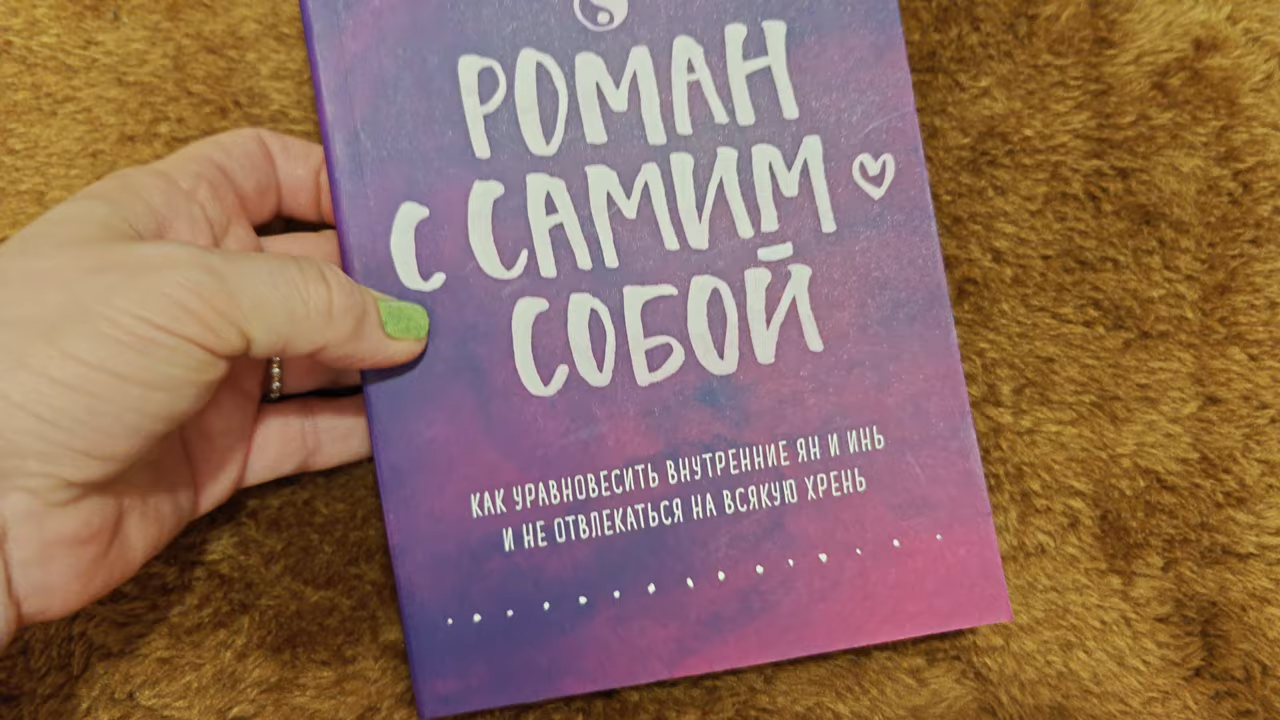 РОМАН
С САМИМ
СОБОЙ
КАК УРАВНОВЕСИТЬ ВНУТРЕННИЕ ЯН И ИНЬ
И НЕ ОТВЛЕКАТЬСЯ НА ВСЯКУЮ ХРЕНЬ